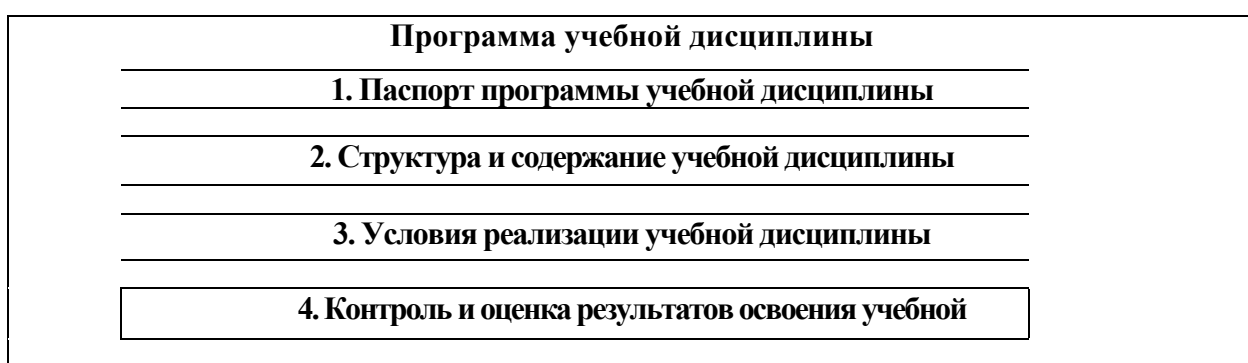 Программа учебной дисциплины
1. Паспорт программы учебной дисциплины
2. Структура и содержание учебной дисциплины
3. Условия реализации учебной дисциплины
4. Контроль и оценка результатов освоения учебной